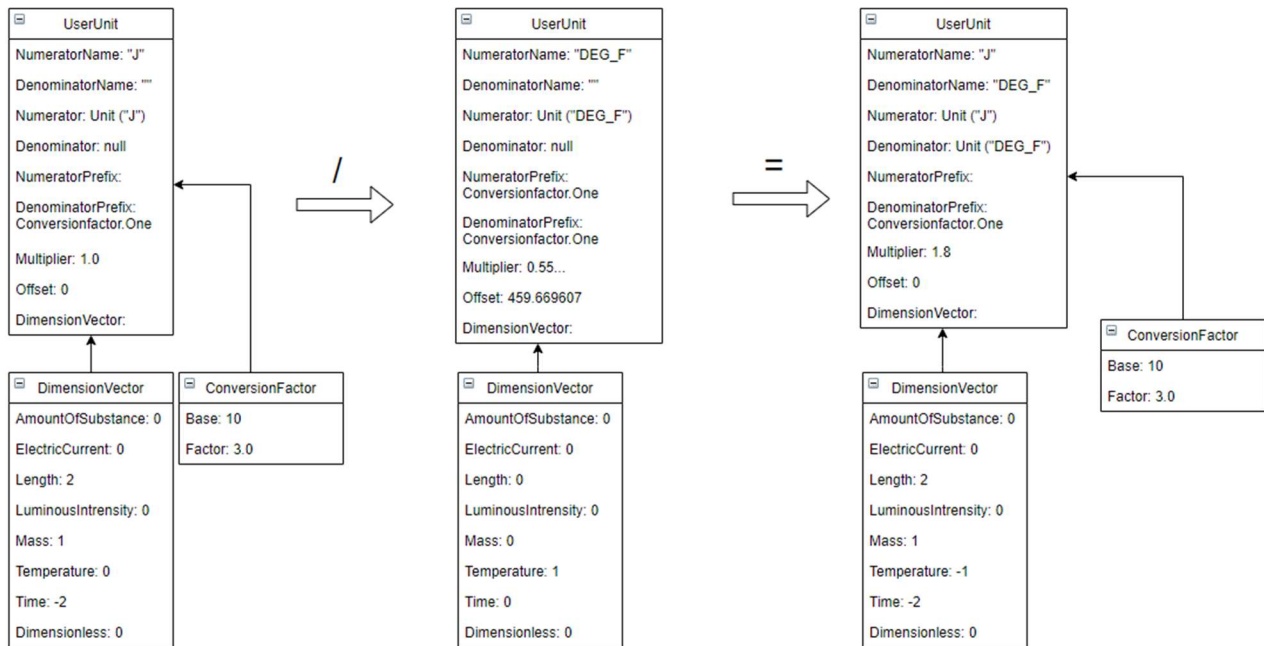 UserUnit
NumeratorName: "J"
DenominatorName: ""
Numerator: Unit ("J")
Denominator: null
NumeratorPrefix:
DenominatorPrefix:
Conversionfactor.One
Multiplier: 1.0
Offset: 0
DimensionVector:
DimensionVector
AmountOfSubstance: 0
ElectricCurrent: 0
Length: 2
LuminousIntrensity: 0
Mass: 1
Temperature: 0
Time: -2
Dimensionless: 0
ConversionFactor
Base: 10
Factor: 3.0
/
UserUnit
NumeratorName: "DEG_F"
DenominatorName: ""
Numerator: Unit ("DEG_F")
Denominator: null
NumeratorPrefix:
Conversionfactor.One
DenominatorPrefix:
Conversionfactor.One
Multiplier: 0.55...
Offset: 459.669607
DimensionVector:
DimensionVector
AmountOfSubstance: 0
ElectricCurrent: 0
Length: 0
LuminousIntrensity: 0
Mass: 0
Temperature: 1
Time: 0
Dimensionless: 0
=
UserUnit
NumeratorName: "J"
DenominatorName: "DEG_F"
Numerator: Unit ("J")
Denominator: Unit ("DEG_F")
NumeratorPrefix:
DenominatorPrefix:
Conversionfactor.One
Multiplier: 1.8
Offset: 0
DimensionVector:
DimensionVector
AmountOfSubstance: 0
ElectricCurrent: 0
Length: 2
LuminousIntrensity: 0
Mass: 1
Temperature: -1
Time: -2
Dimensionless: 0
ConversionFactor
Base: 10
Factor: 3.0